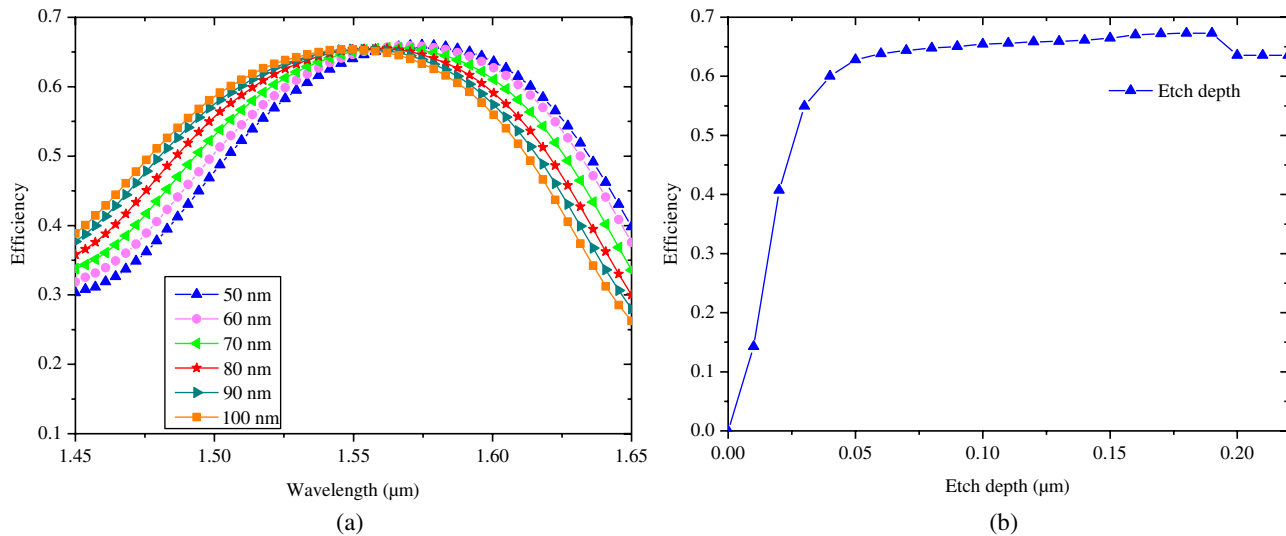 0.7
0.6
0.5
0.4
0.3
0.2
0.1
Efficiency
1.45
1.50
1.55
1.60
1.65
Wavelength (µm)
50 nm
60 nm
70 nm
80 nm
90 nm
100 nm
(a)
0.7
0.6
0.5
0.4
0.3
0.2
0.1
0.0
Efficiency
0.00
0.05
0.10
0.15
0.20
Etch depth (µm)
Etch depth
(b)